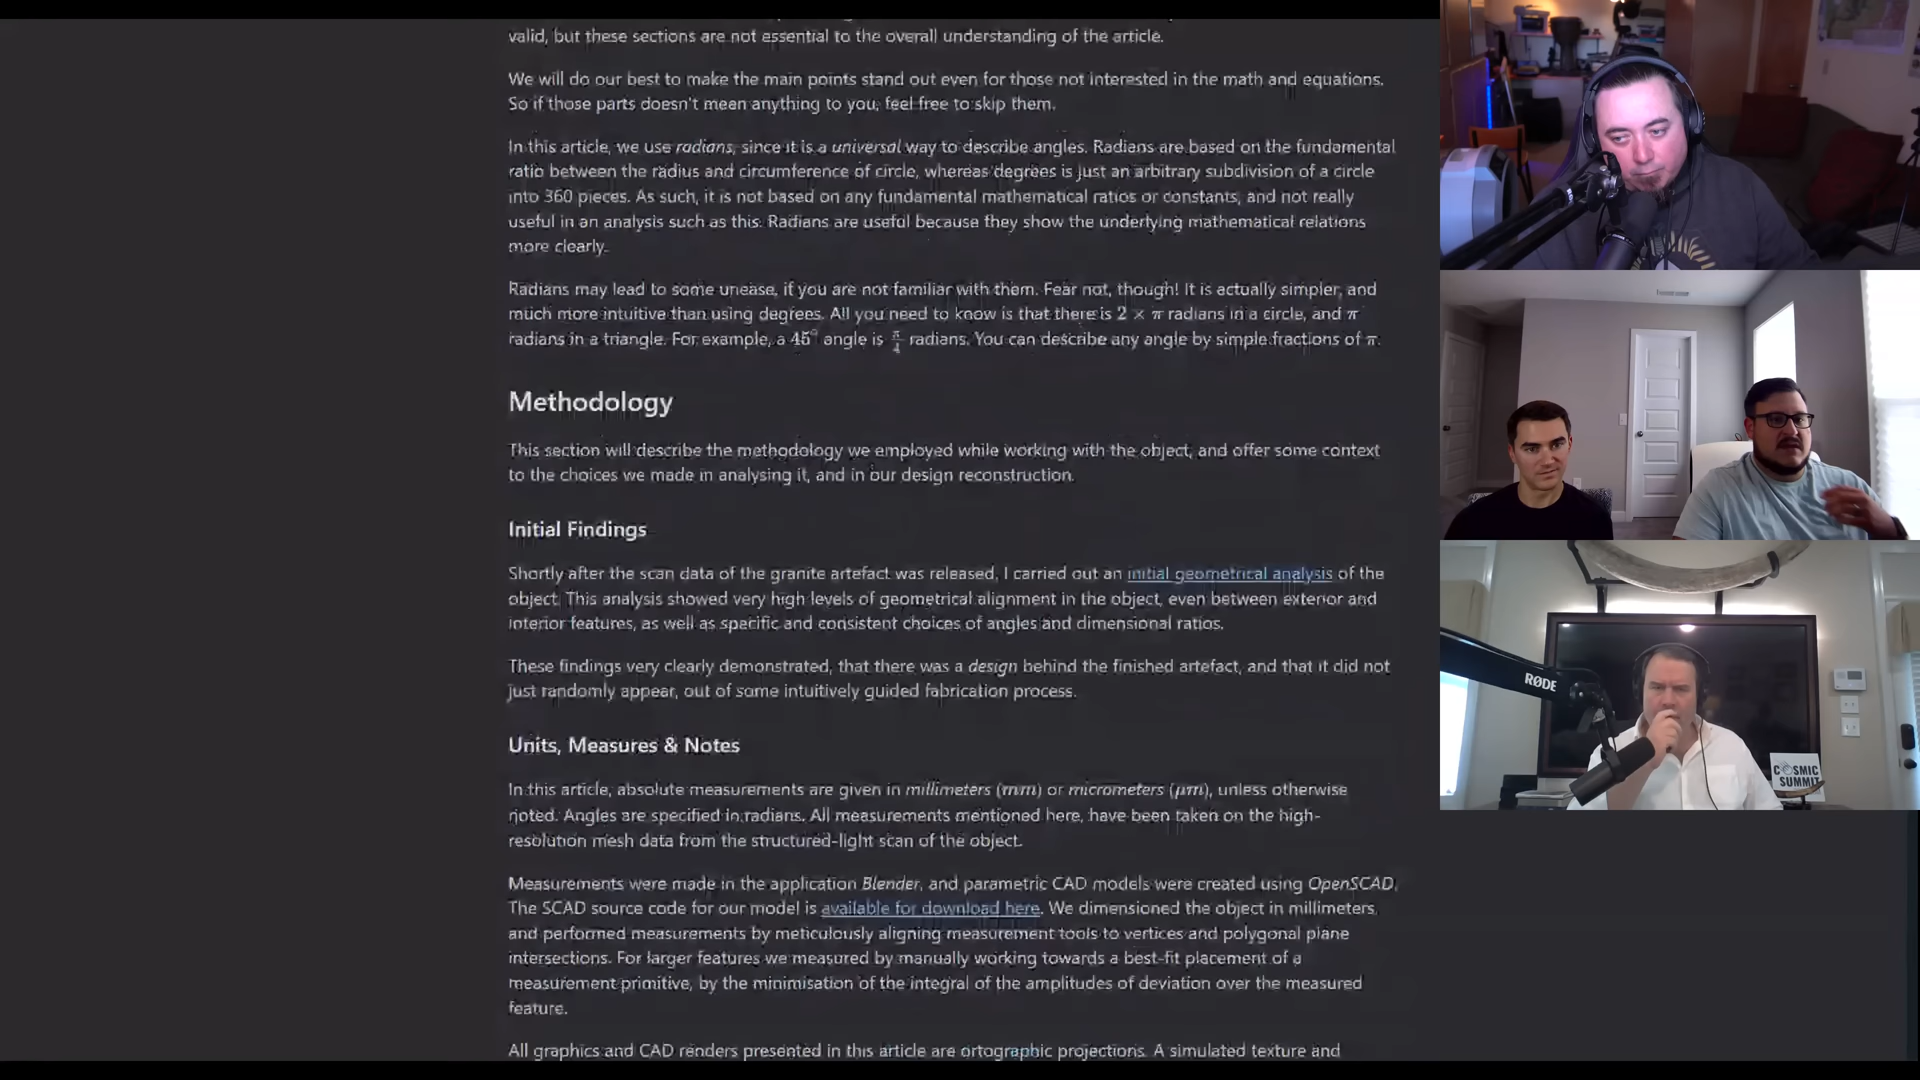 valid, but these sections are not essential to the overall understanding of the article.
We will do our best to make the main points stand out even for those not interested in the math and equations.
So if those parts doesn't mean anything to you, feel free to skip them.
In this article, we use radians, since it is a universal way to describe angles. Radians are based on the fundamental
ratio between the radius and circumference of circle, whereas degrees is just an arbitrary subdivision of a circle
into 360 pieces. As such, it is not based on any fundamental mathematical ratios or constants, and not really
useful in an analysis such as this. Radians are useful because they show the underlying mathematical relations
more clearly.
Radians may lead to some unease, if you are not familiar with them. Fear not, though! It is actually simpler, and
much more intuitive than using degrees. All you need to know is that there is 2 × π radians in a circle, and π
radians in a triangle. For example, a 45° angle is π/4 radians. You can describe any angle by simple fractions of π.
Methodology
This section will describe the methodology we employed while working with the object, and offer some context
to the choices we made in analysing it, and in our design reconstruction.
Initial Findings
Shortly after the scan data of the granite artefact was released, I carried out an initial geometrical analysis of the
object. This analysis showed very high levels of geometrical alignment in the object, even between exterior and
interior features, as well as specific and consistent choices of angles and dimensional ratios.
These findings very clearly demonstrated, that there was a design behind the finished artefact, and that it did not
just randomly appear, out of some intuitively guided fabrication process.
Units, Measures & Notes
In this article, absolute measurements are given in millimeters (mm) or micrometers (μm), unless otherwise
noted. Angles are specified in radians. All measurements mentioned here, have been taken on the high-
resolution mesh data from the structured-light scan of the object.
Measurements were made in the application Blender, and parametric CAD models were created using OpenSCAD.
The SCAD source code for our model is available for download here. We dimensioned the object in millimeters,
and performed measurements by meticulously aligning measurement tools to vertices and polygonal plane
intersections. For larger features we measured by manually working towards a best-fit placement of a
measurement primitive, by the minimisation of the integral of the amplitudes of deviation over the measured
feature.
All graphics and CAD renders presented in this article are ortographic projections. A simulated texture and
RØDE
COSMIC
SUMMIT